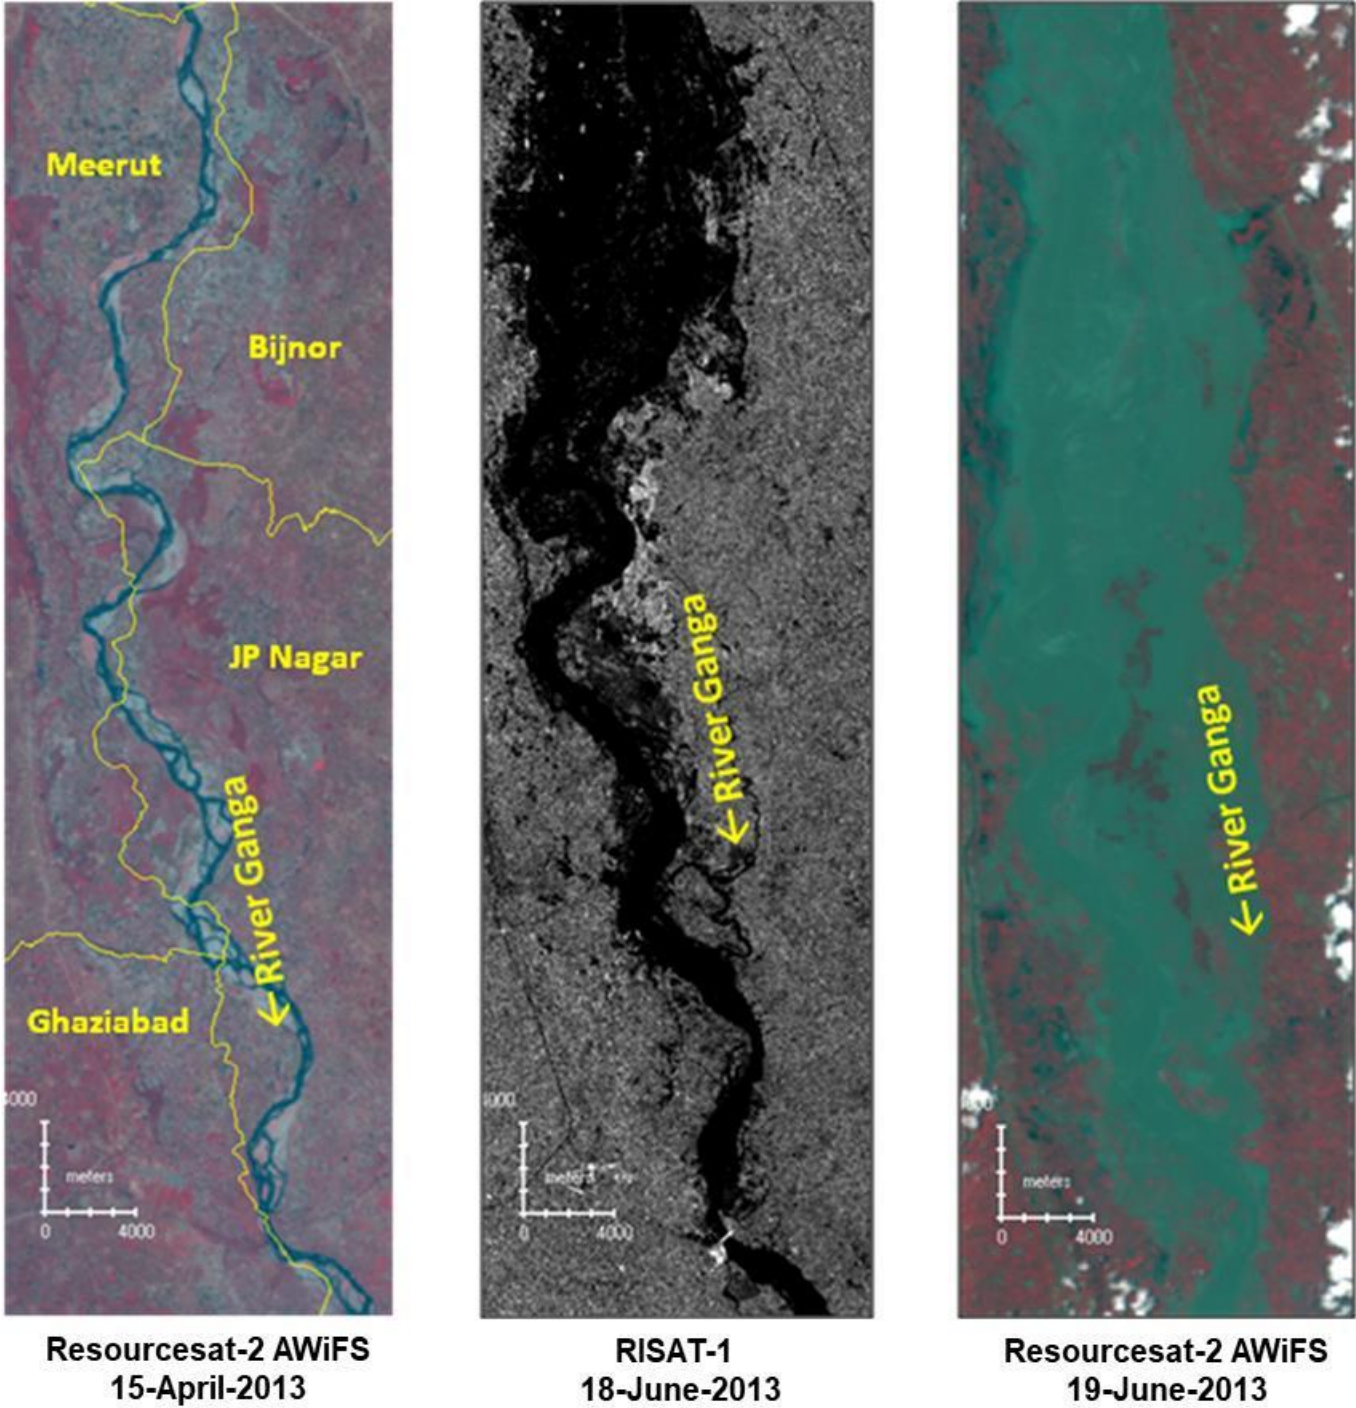 Meerut
Bijnor
JP Nagar
← River Ganga
Ghaziabad
4000
meters
0
4000
← River Ganga
meters
0
4000
← River Ganga
meters
0
4000
Resourcesat-2 AWiFS
15-April-2013
RISAT-1
18-June-2013
Resourcesat-2 AWiFS
19-June-2013